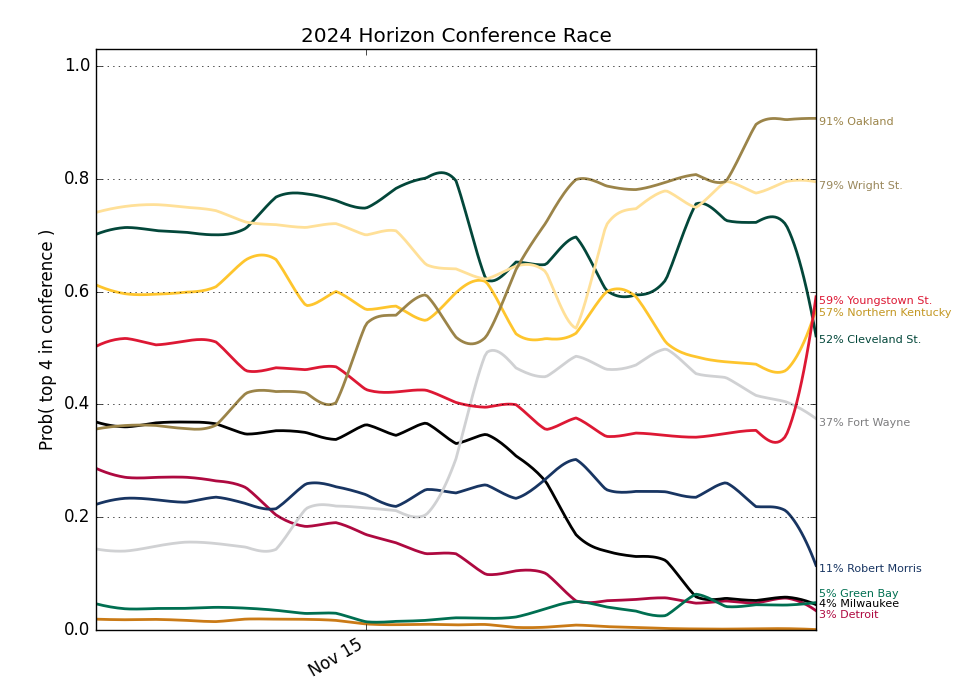 2024 Horizon Conference Race
Prob( top 4 in conference )
1.0
0.8
0.6
0.4
0.2
0.0
Nov 15
91% Oakland
79% Wright St.
59% Youngstown St.
57% Northern Kentucky
52% Cleveland St.
37% Fort Wayne
11% Robert Morris
5% Green Bay
4% Milwaukee
3% Detroit